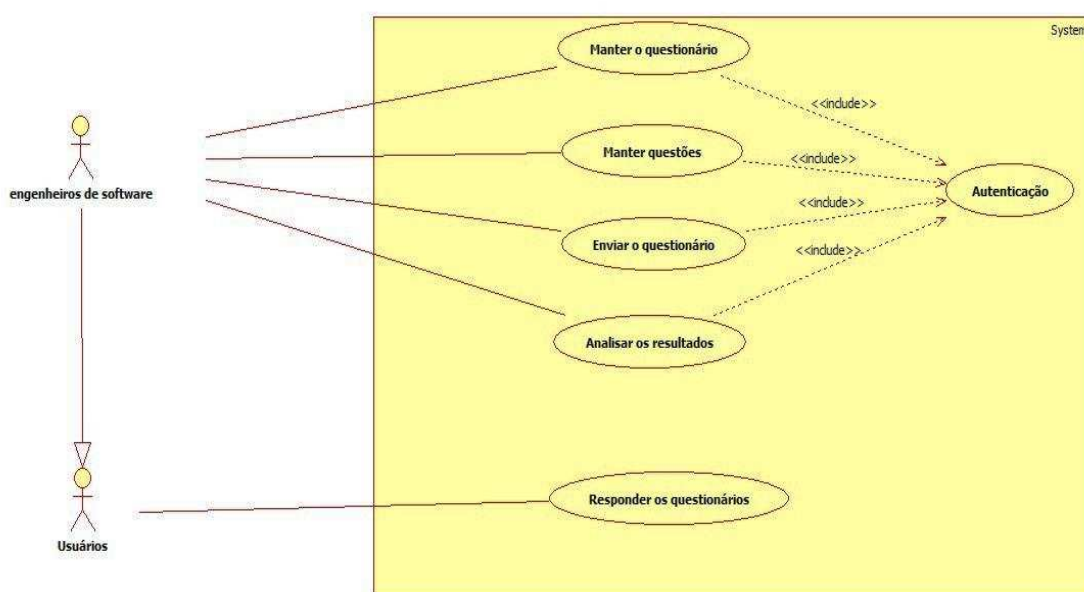 System
Manter o questionário
<<include>>
Manter questões
<<include>>
engenheiros de software
Autenticação
<<include>>
Enviar o questionário
<<include>>
Analisar os resultados
Responder os questionários
Usuários